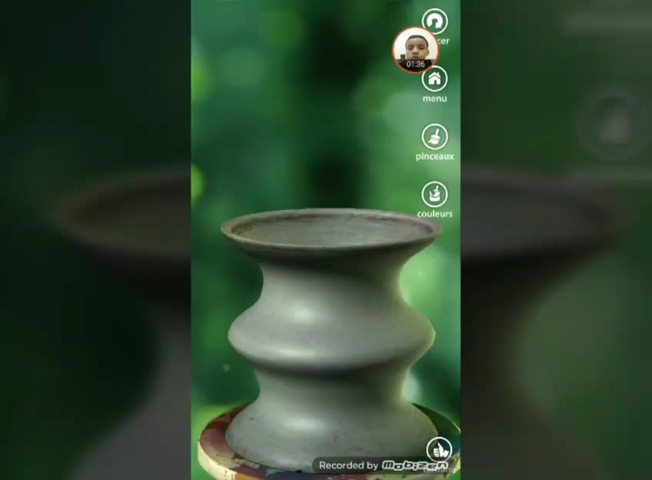 cer
01:36
menu
pinceaux
couleurs
Recorded by mobizen